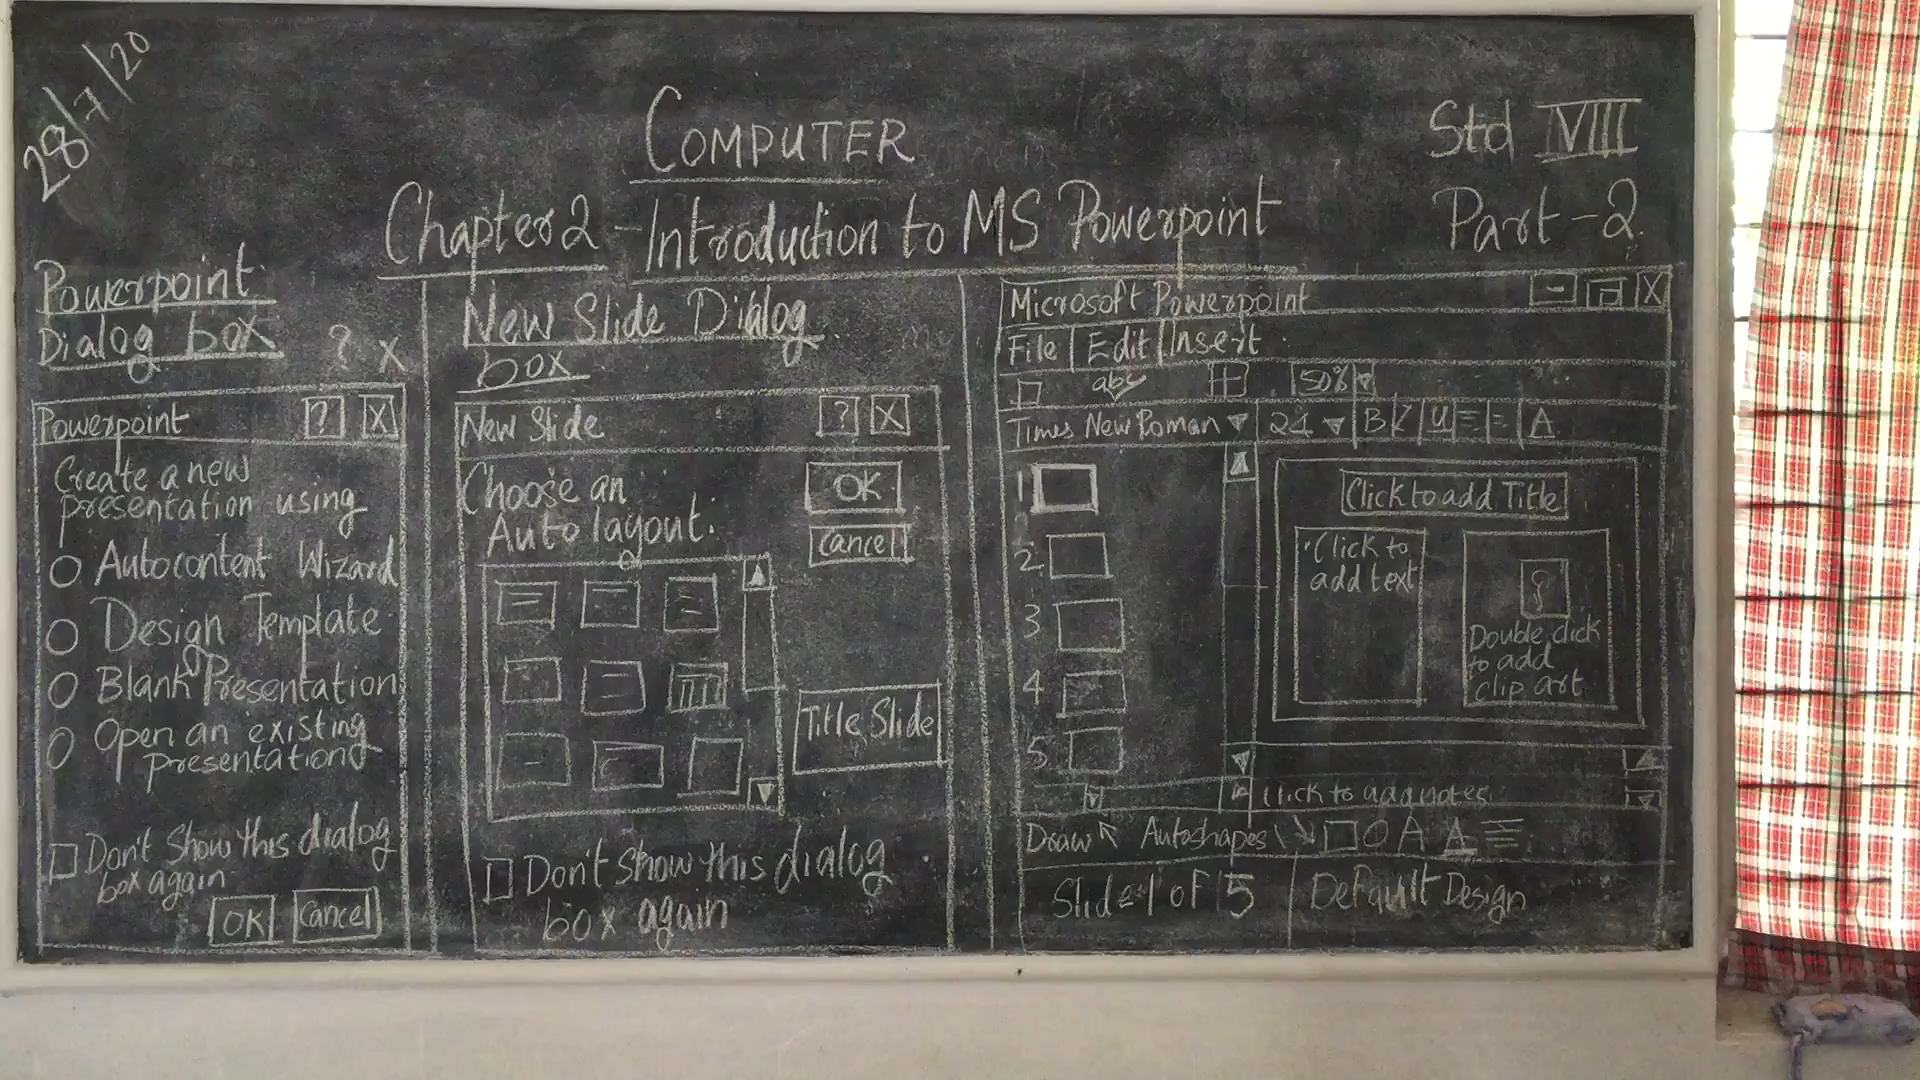 28/7/20
COMPUTER
Std VIII
Chapter 2 - Introduction to MS Powerpoint
Part - 2.
Powerpoint
Dialog box
? X
Powerpoint ? X
Create a new
presentation using
Autocontent Wizard
Design Template
Blank Presentation
Open an existing
presentation
Don't Show this dialog
box again
OK Cancel
New Slide Dialog
box
New Slide ? X
Choose an
Auto layout.
OK
Cancel
Title Slide
Don't Show this dialog
box again
Microsoft Powerpoint - X
File | Edit | Insert
abc 50%
Times New Roman 24 B I U A
1
2
3
4
5
Click to add Title
• Click to
add text
Double click
to add
clip art
Click to add notes
Draw Autoshapes A A
Slide 1 of 5 Default Design